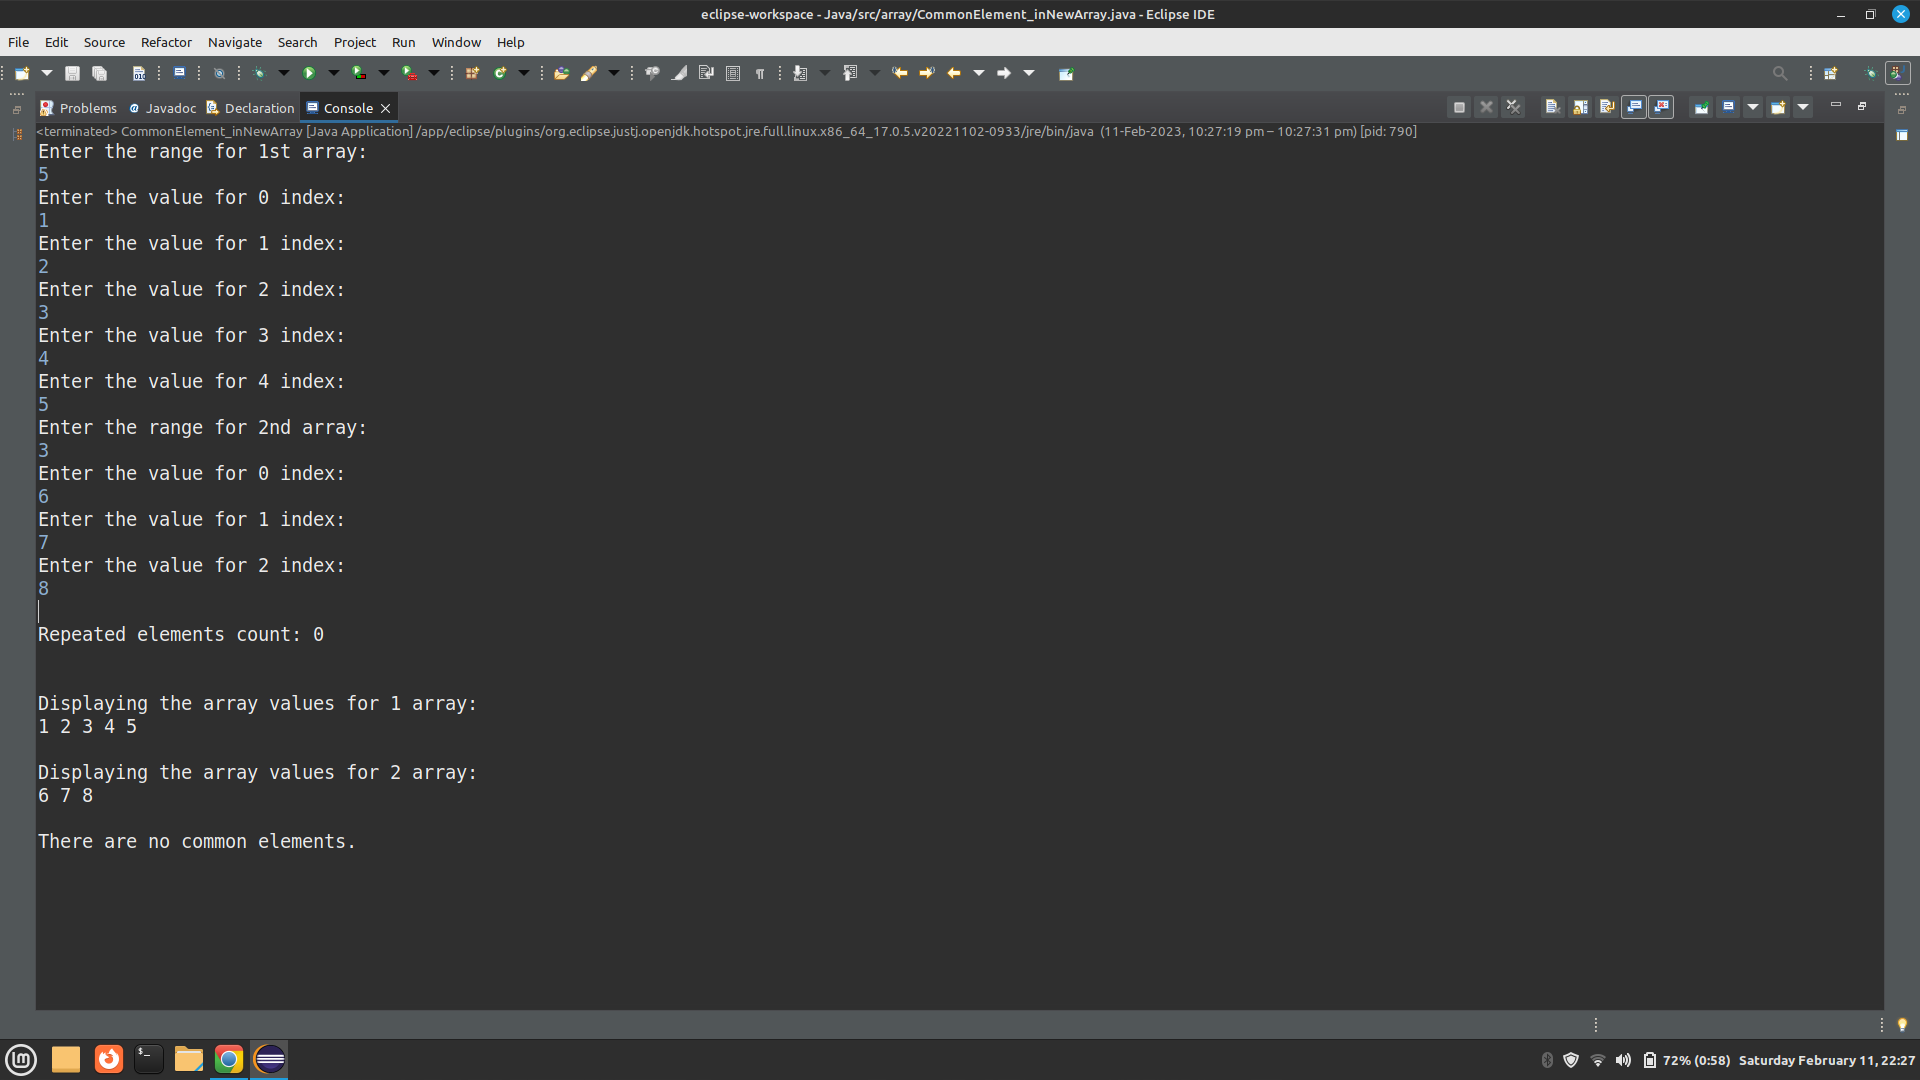 eclipse-workspace - Java/src/array/CommonElement_inNewArray.java - Eclipse IDE
File Edit Source Refactor Navigate Search Project Run Window Help
Problems Javadoc Declaration Console
<terminated> CommonElement_inNewArray [Java Application] /app/eclipse/plugins/org.eclipse.justj.openjdk.hotspot.jre.full.linux.x86_64_17.0.5.v20221102-0933/jre/bin/java (11-Feb-2023, 10:27:19 pm – 10:27:31 pm) [pid: 790]
Enter the range for 1st array:
5
Enter the value for 0 index:
1
Enter the value for 1 index:
2
Enter the value for 2 index:
3
Enter the value for 3 index:
4
Enter the value for 4 index:
5
Enter the range for 2nd array:
3
Enter the value for 0 index:
6
Enter the value for 1 index:
7
Enter the value for 2 index:
8
Repeated elements count: 0
Displaying the array values for 1 array:
1 2 3 4 5
Displaying the array values for 2 array:
6 7 8
There are no common elements.
72% (0:58) Saturday February 11, 22:27